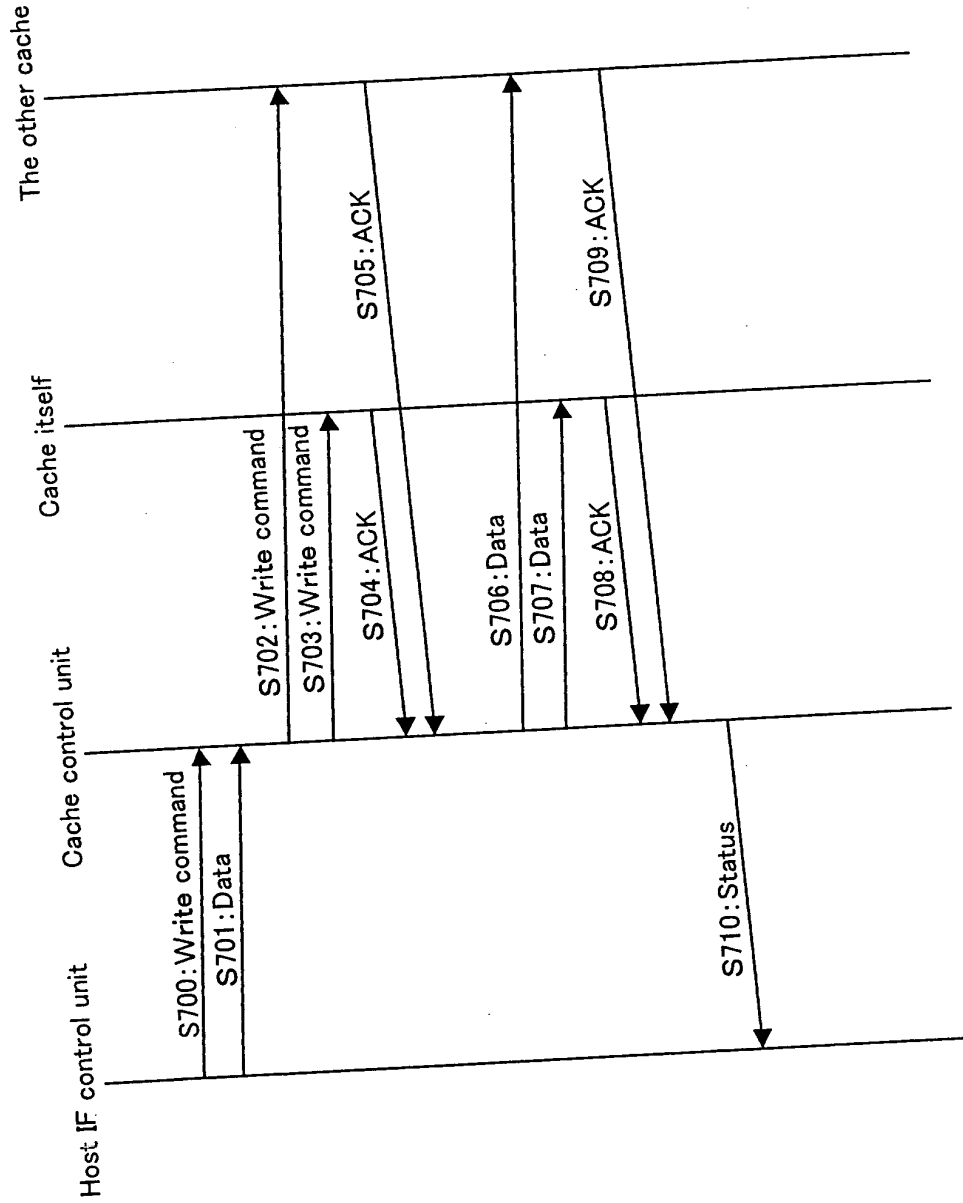 Host IF control unit
Cache control unit
Cache itself
The other cache
S700:Write command
S701:Data
S702:Write command
S703:Write command
S704:ACK
S705:ACK
S706:Data
S707:Data
S708:ACK
S709:ACK
S710:Status